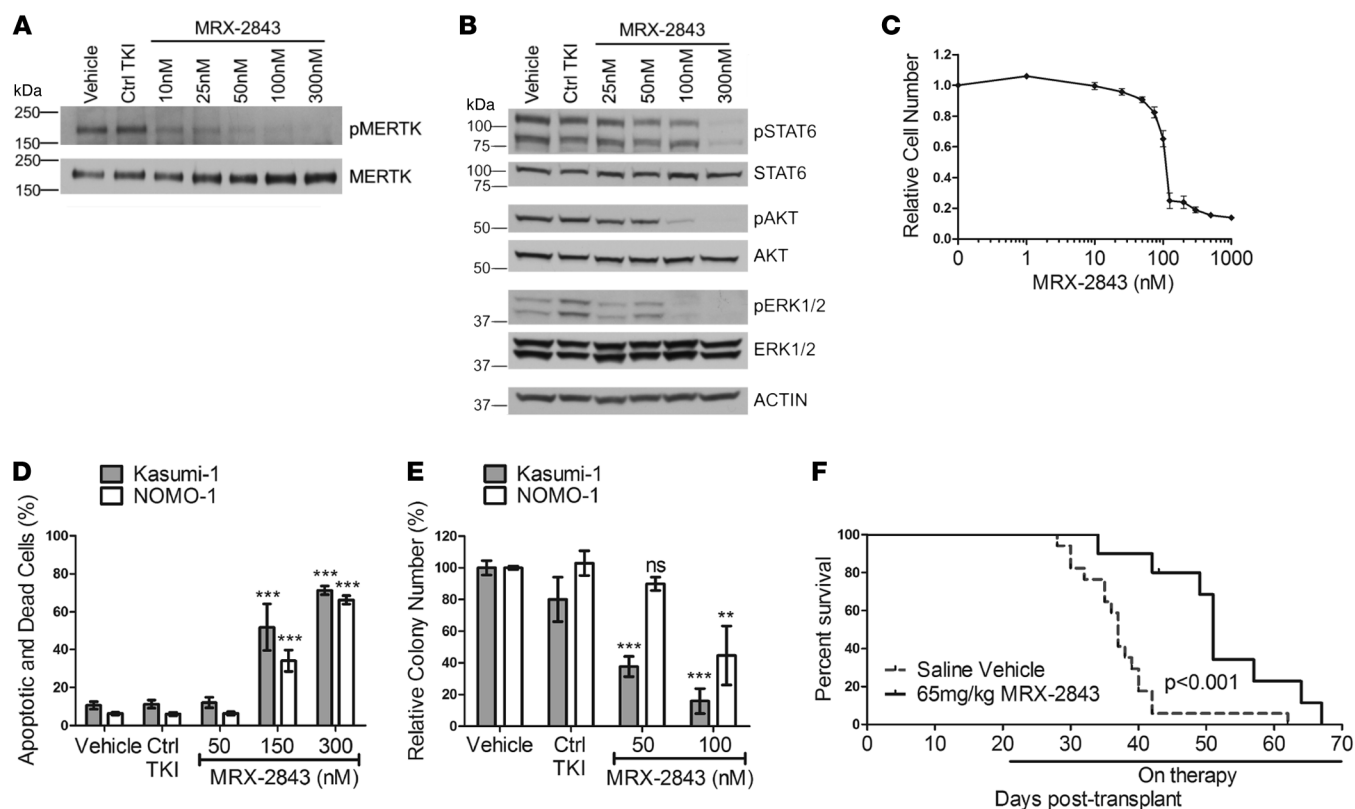 A
MRX-2843
Vehicle
Ctrl TKI
10nM
25nM
50nM
100nM
300nM
kDa
250
150
pMERTK
250
150
MERTK
B
MRX-2843
Vehicle
Ctrl TKI
25nM
50nM
100nM
300nM
kDa
100
75
pSTAT6
100
75
STAT6
50
pAKT
50
AKT
37
pERK1/2
37
ERK1/2
37
ACTIN
C
Relative Cell Number
1.2
1.0
0.8
0.6
0.4
0.2
0.0
0 1 10 100 1000
MRX-2843 (nM)
D
Kasumi-1
NOMO-1
Apoptotic and Dead Cells (%)
100
80
60
40
20
0
***
***
***
***
Vehicle Ctrl TKI 50 150 300
MRX-2843 (nM)
E
Kasumi-1
NOMO-1
Relative Colony Number (%)
120
100
80
60
40
20
0
***
ns
***
**
Vehicle Ctrl TKI 50 100
MRX-2843 (nM)
F
Percent survival
100
80
60
40
20
0
Saline Vehicle
65mg/kg MRX-2843
p<0.001
0 10 20 30 40 50 60 70
On therapy
Days post-transplant